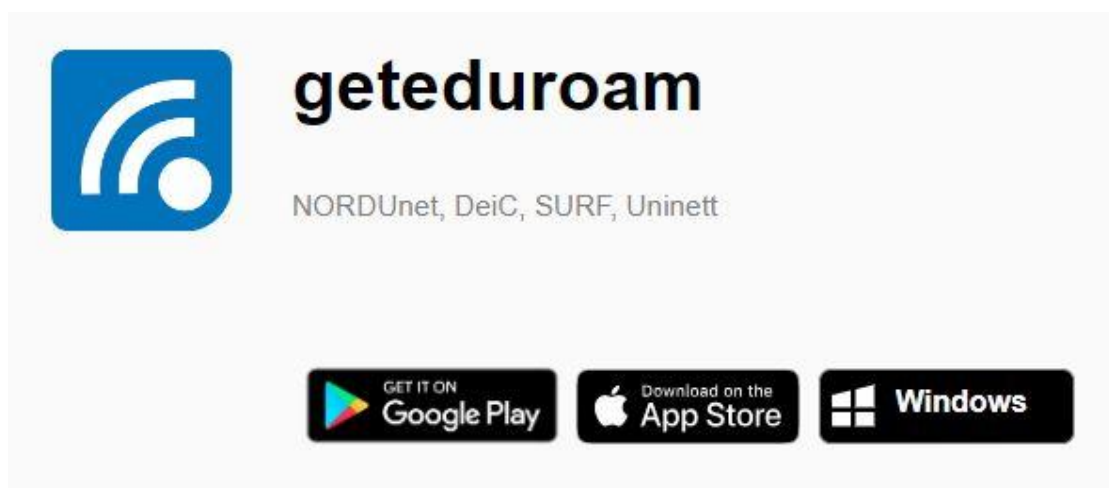 geteduroam
NORDUnet, DeiC, SURF, Uninett
GET IT ON
Google Play
Download on the
App Store
Windows